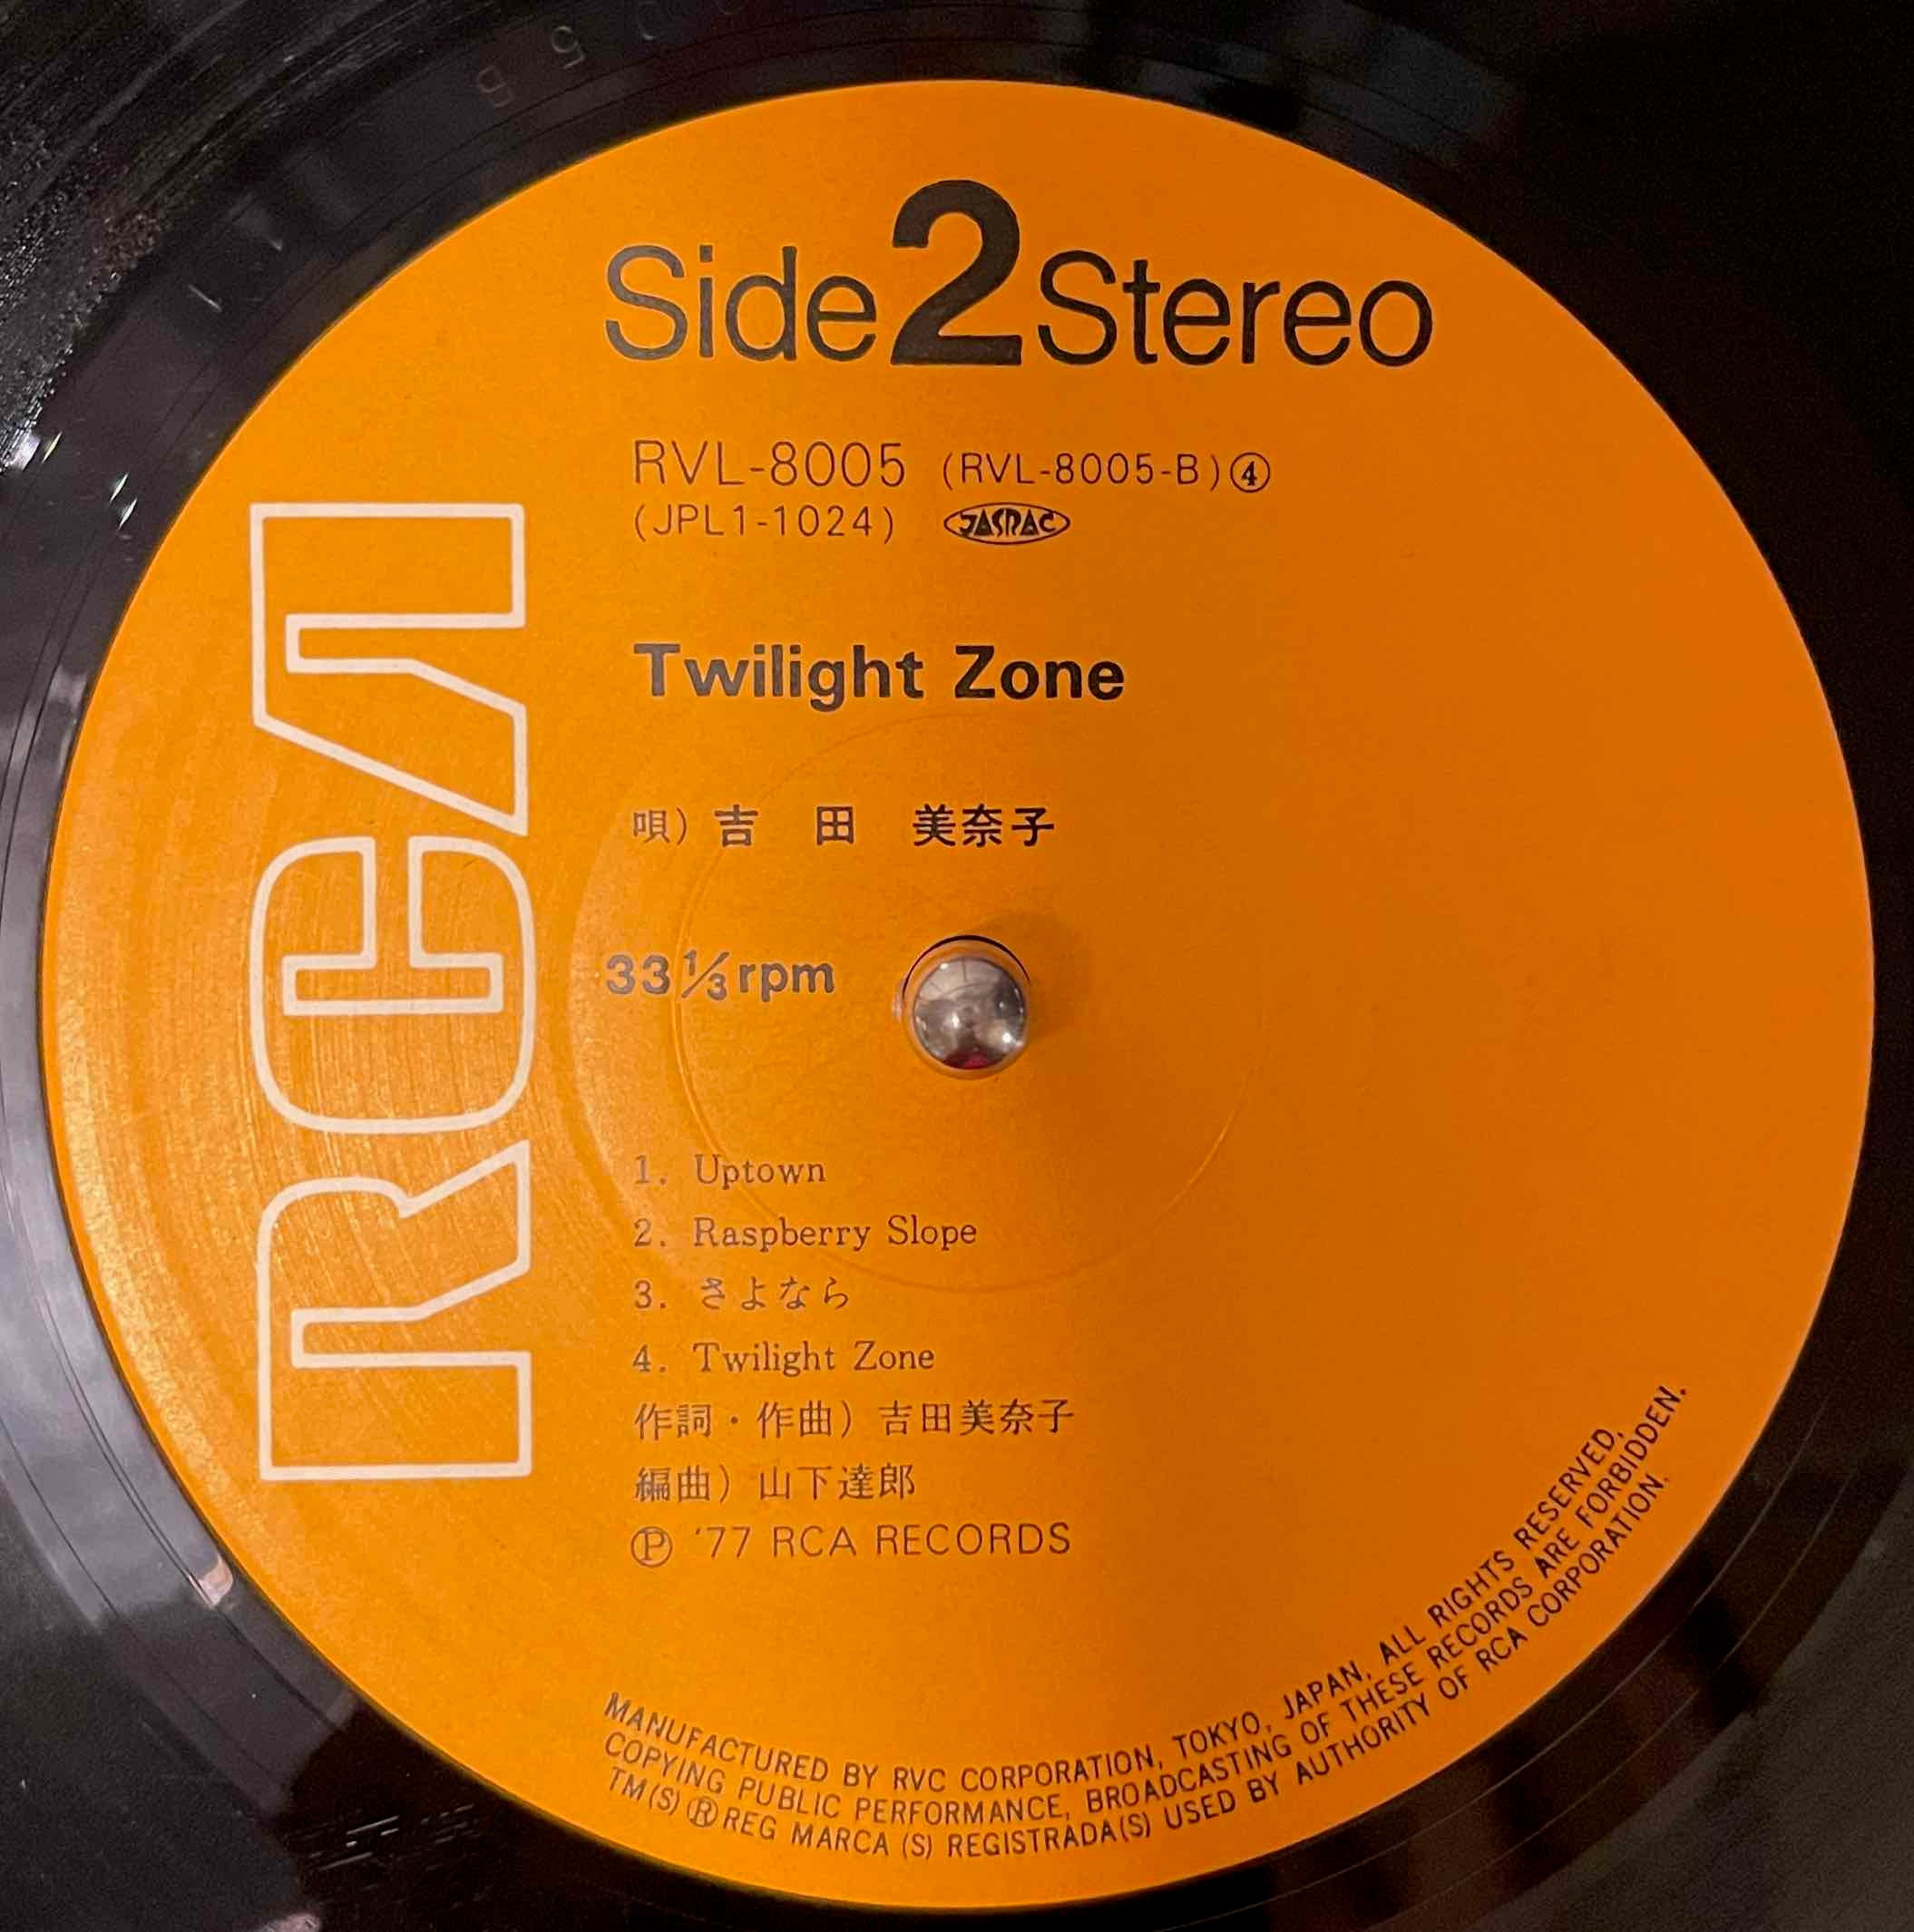 Side 2 Stereo
RVL-8005 (RVL-8005-B) ④
(JPL1-1024) JASRAC
Twilight Zone
唄) 吉 田 美奈子
33 1/3 rpm
RCA
1. Uptown
2. Raspberry Slope
3. さよなら
4. Twilight Zone
作詞・作曲) 吉田美奈子
編曲) 山下達郎
Ⓟ '77 RCA RECORDS
MANUFACTURED BY RVC CORPORATION, TOKYO, JAPAN, ALL RIGHTS RESERVED,
COPYING PUBLIC PERFORMANCE, BROADCASTING OF THESE RECORDS ARE FORBIDDEN.
TM(S) ® REG MARCA (S) REGISTRADA(S) USED BY AUTHORITY OF RCA CORPORATION.